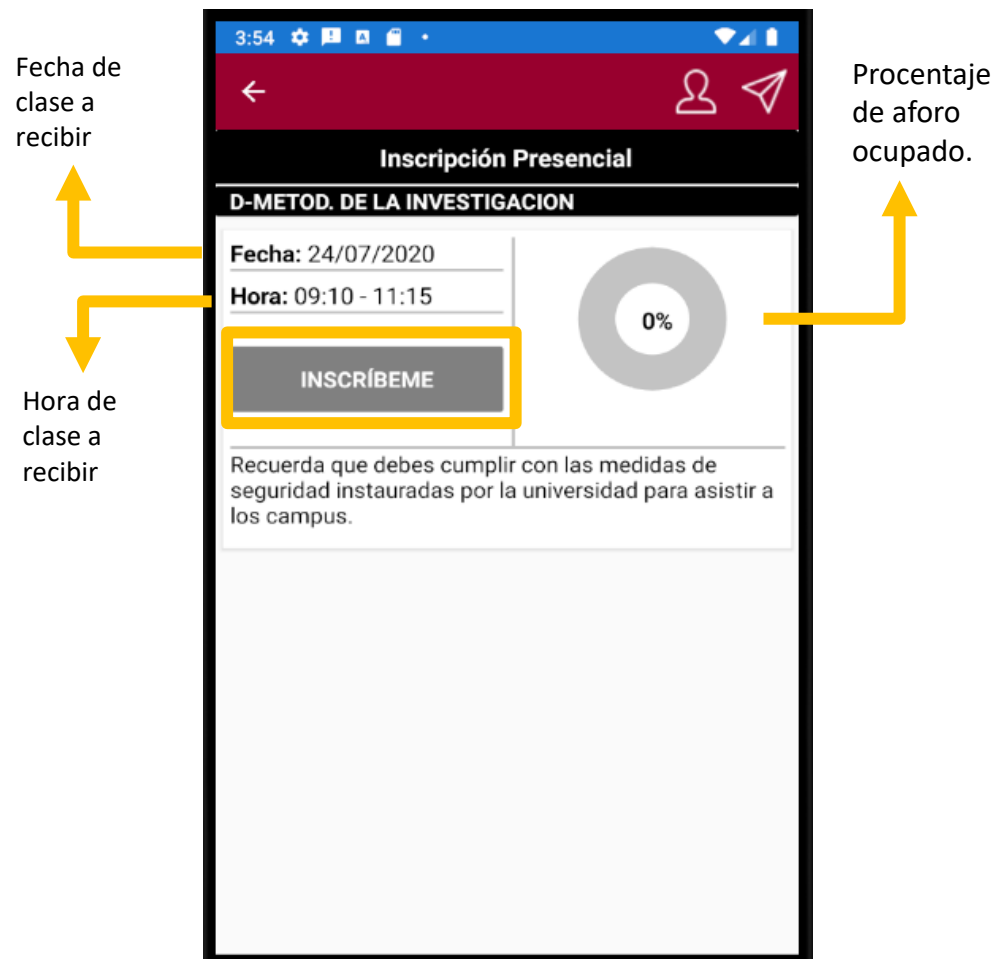 3:54
Fecha de
clase a
recibir
Procentaje
de aforo
ocupado.
Inscripción Presencial
D-METOD. DE LA INVESTIGACION
Fecha: 24/07/2020
Hora: 09:10 - 11:15
0%
INSCRÍBEME
Hora de
clase a
recibir
Recuerda que debes cumplir con las medidas de
seguridad instauradas por la universidad para asistir a
los campus.